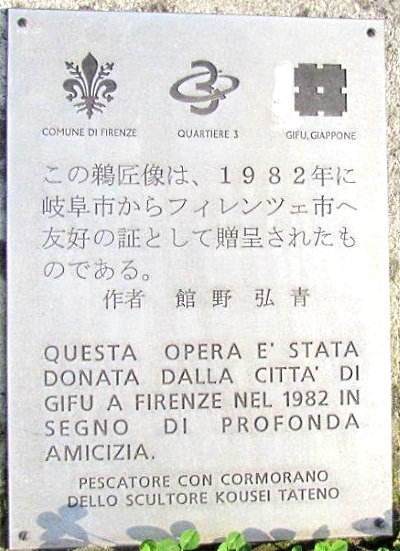 3
COMUNE DI FIRENZE
QUARTIERE 3
GIFU, GIAPPONE
この鵜匠像は、１９８２年に
岐阜市からフィレンツェ市へ
友好の証として贈呈されたも
のである。
作者 館野弘青
QUESTA OPERA E' STATA
DONATA DALLA CITTA' DI
GIFU A FIRENZE NEL 1982 IN
SEGNO DI PROFONDA
AMICIZIA.
PESCATORE CON CORMORANO
DELLO SCULTORE KOUSEI TATENO